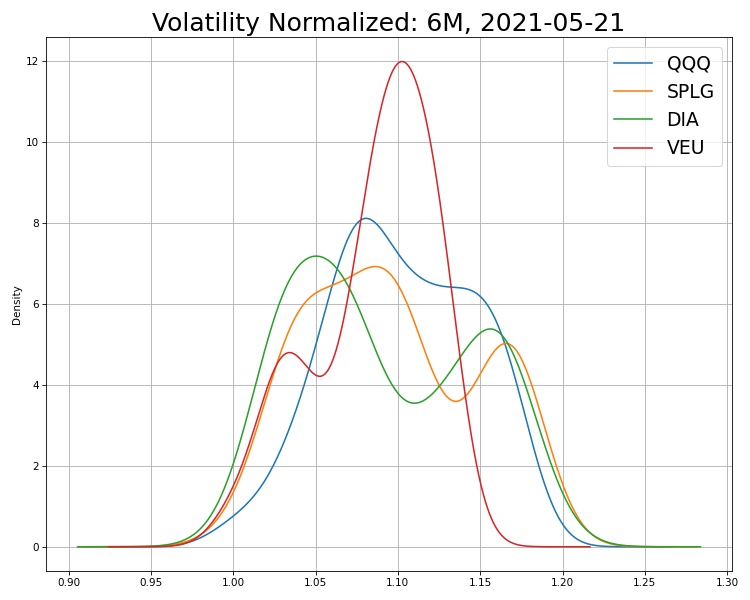 Volatility Normalized: 6M, 2021-05-21
QQQ
SPLG
DIA
VEU
Density
12
10
8
6
4
2
0
0.90 0.95 1.00 1.05 1.10 1.15 1.20 1.25 1.30